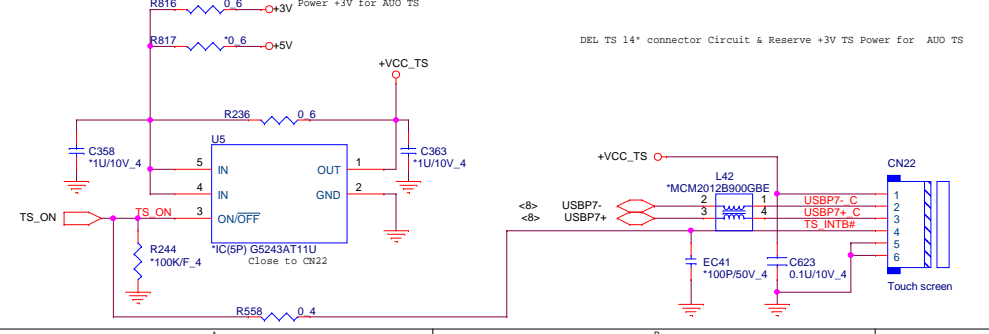 Power +3V for AUO TS
R816 0_6 +3V
R817 *0_6 +5V
DEL TS 14" connector Circuit & Reserve +3V TS Power for AUO TS
+VCC_TS
R236 0_6
U5
C358
*1U/10V_4
C363
*1U/10V_4
5 IN OUT 1
4 IN GND 2
TS_ON TS_ON 3 ON/OFF
*IC(5P) G5243AT11U
Close to CN22
R244
*100K/F_4
R558 0_4
+VCC_TS
CN22
L42
*MCM2012B900GBE
<8> USBP7- 2 1 USBP7-_C
<8> USBP7+ 3 4 USBP7+_C
TS_INTB#
1
2
3
4
5
6
EC41
*100P/50V_4
C623
0.1U/10V_4
Touch screen